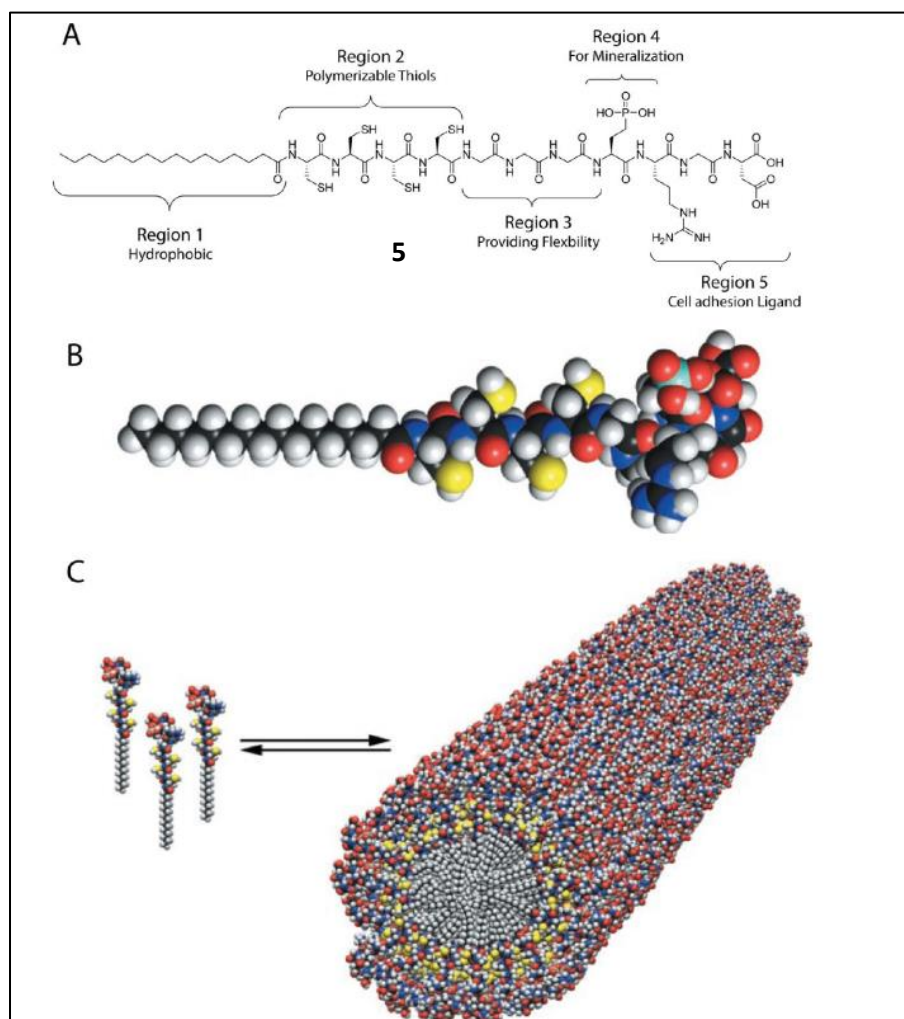 A
Region 2
Polymerizable Thiols
Region 4
For Mineralization
O
HO–P–OH
SH
SH
H
N
O
N
H
O
H
N
O
N
H
O
H
N
O
N
H
O
H
N
O
N
H
O
H
N
O
N
H
O
H
N
O
OH
O
SH
SH
O
OH
NH
H₂N
NH
Region 1
Hydrophobic
Region 3
Providing Flexbility
5
Region 5
Cell adhesion Ligand
B
C